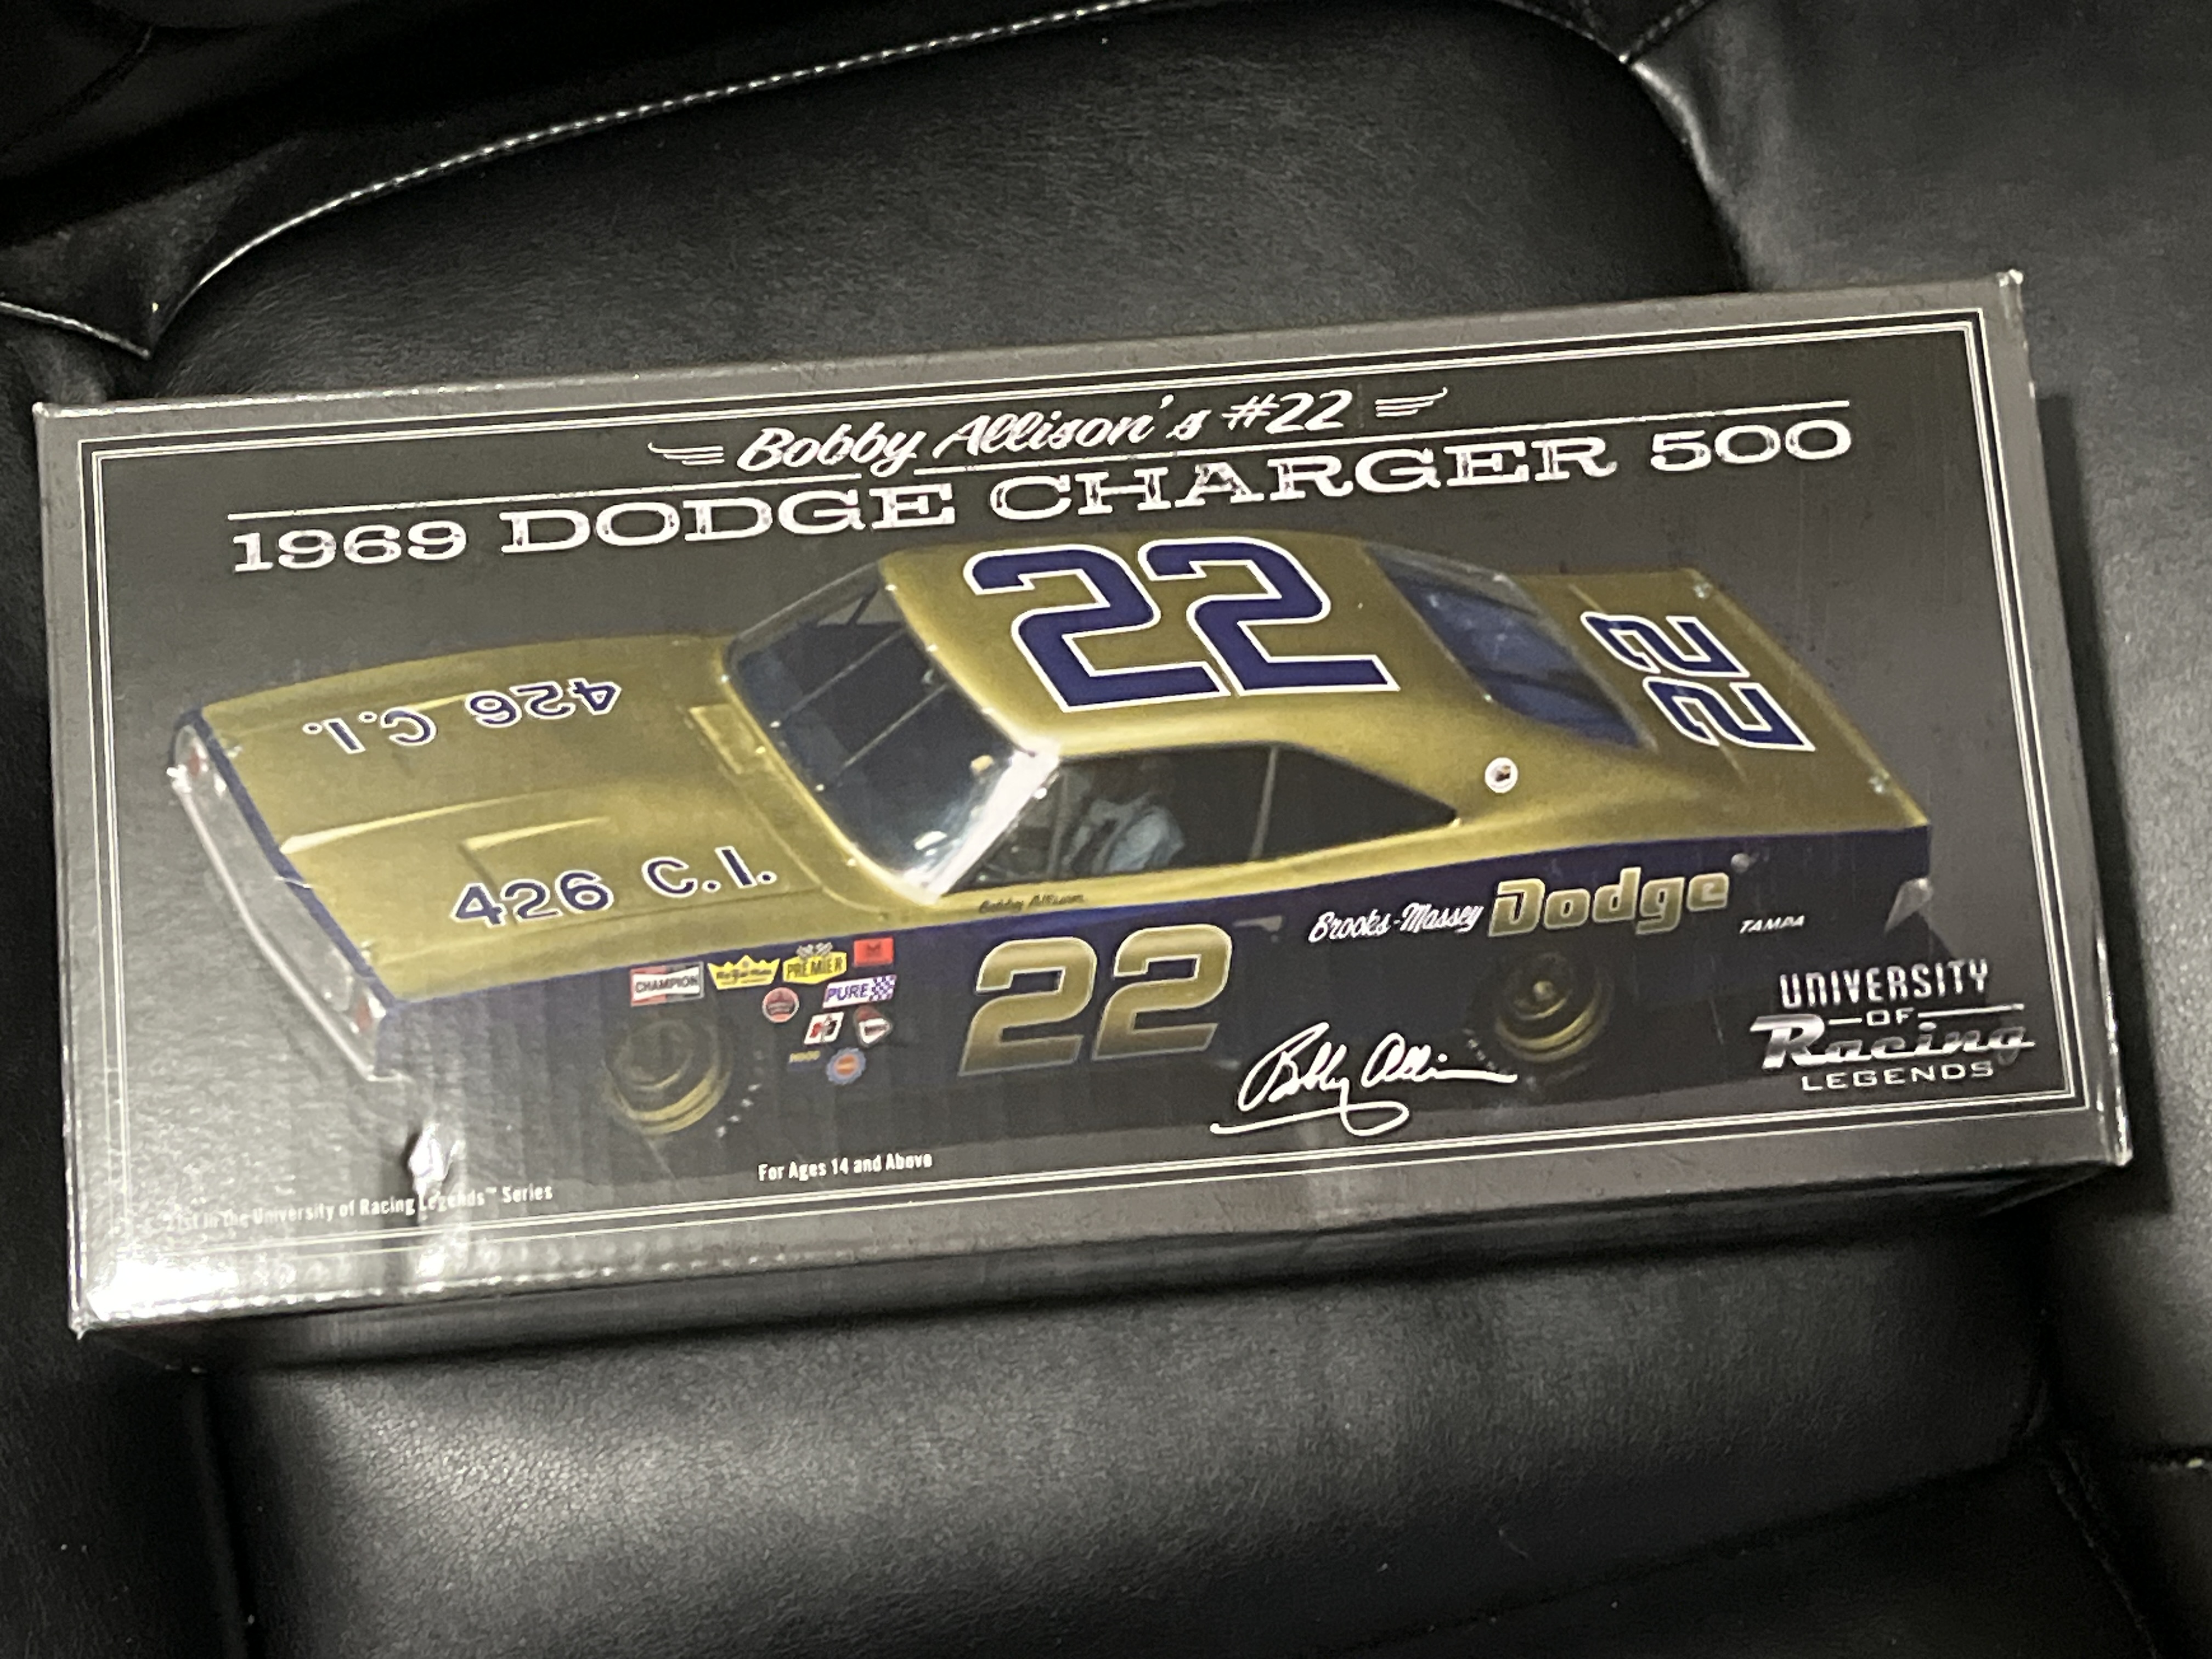 Bobby Allison's #22
1969 DODGE CHARGER 500
22
22
426 C.I.
426 C.I.
Bobby Allison
Brooks-Massey Dodge
TAMPA
22
CHAMPION
PREMIER
PURE
Bobby Allison
UNIVERSITY
OF
Racing
LEGENDS
For Ages 14 and Above
21st in the University of Racing Legends™ Series